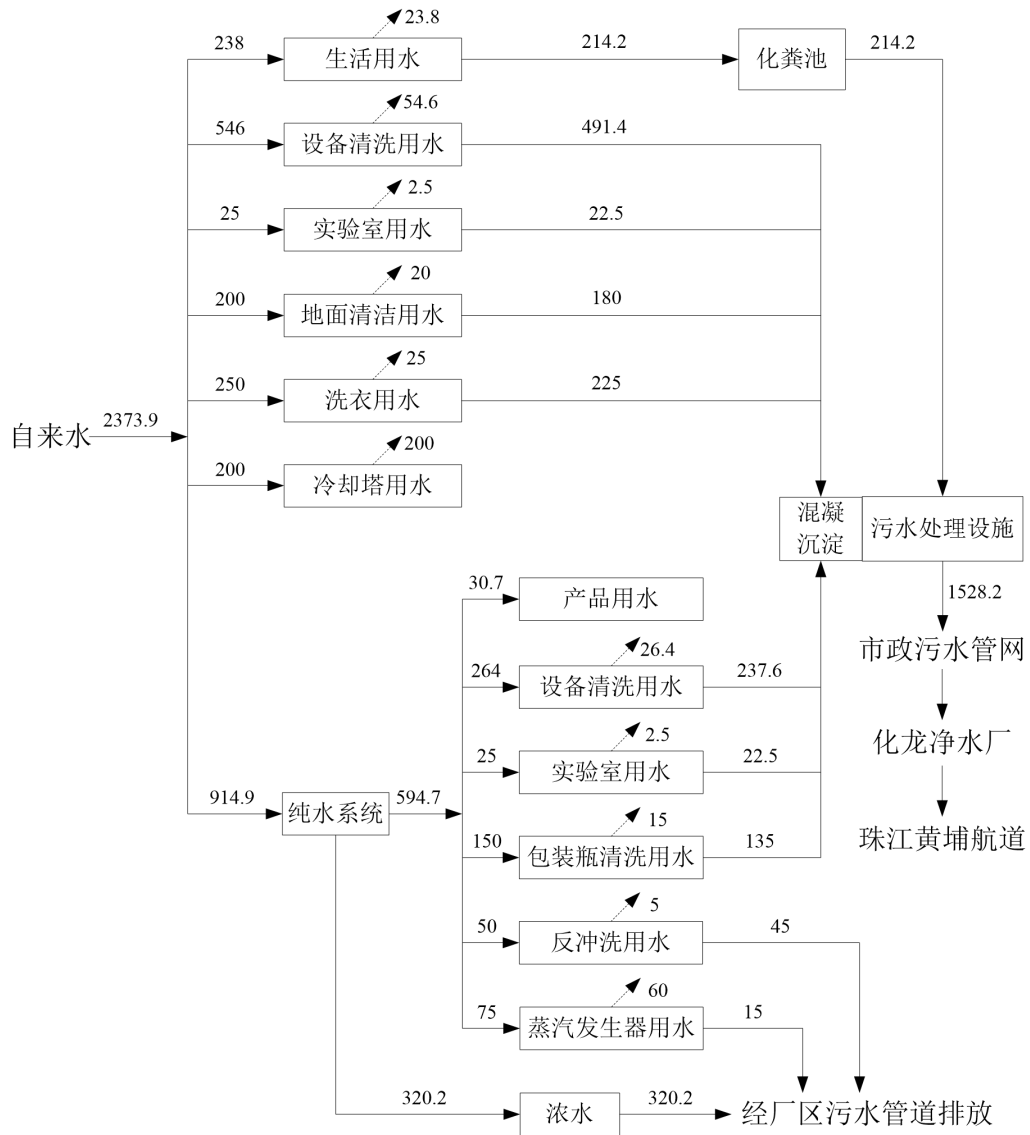 23.8
238
生活用水
214.2
化粪池
214.2
54.6
546
设备清洗用水
491.4
2.5
25
实验室用水
22.5
20
200
地面清洁用水
180
25
250
洗衣用水
225
自来水
2373.9
200
200
冷却塔用水
混凝
沉淀
污水处理设施
1528.2
市政污水管网
化龙净水厂
珠江黄埔航道
30.7
产品用水
26.4
264
设备清洗用水
237.6
2.5
25
实验室用水
22.5
914.9
纯水系统
594.7
15
150
包装瓶清洗用水
135
5
50
反冲洗用水
45
60
75
蒸汽发生器用水
15
320.2
浓水
320.2
经厂区污水管道排放